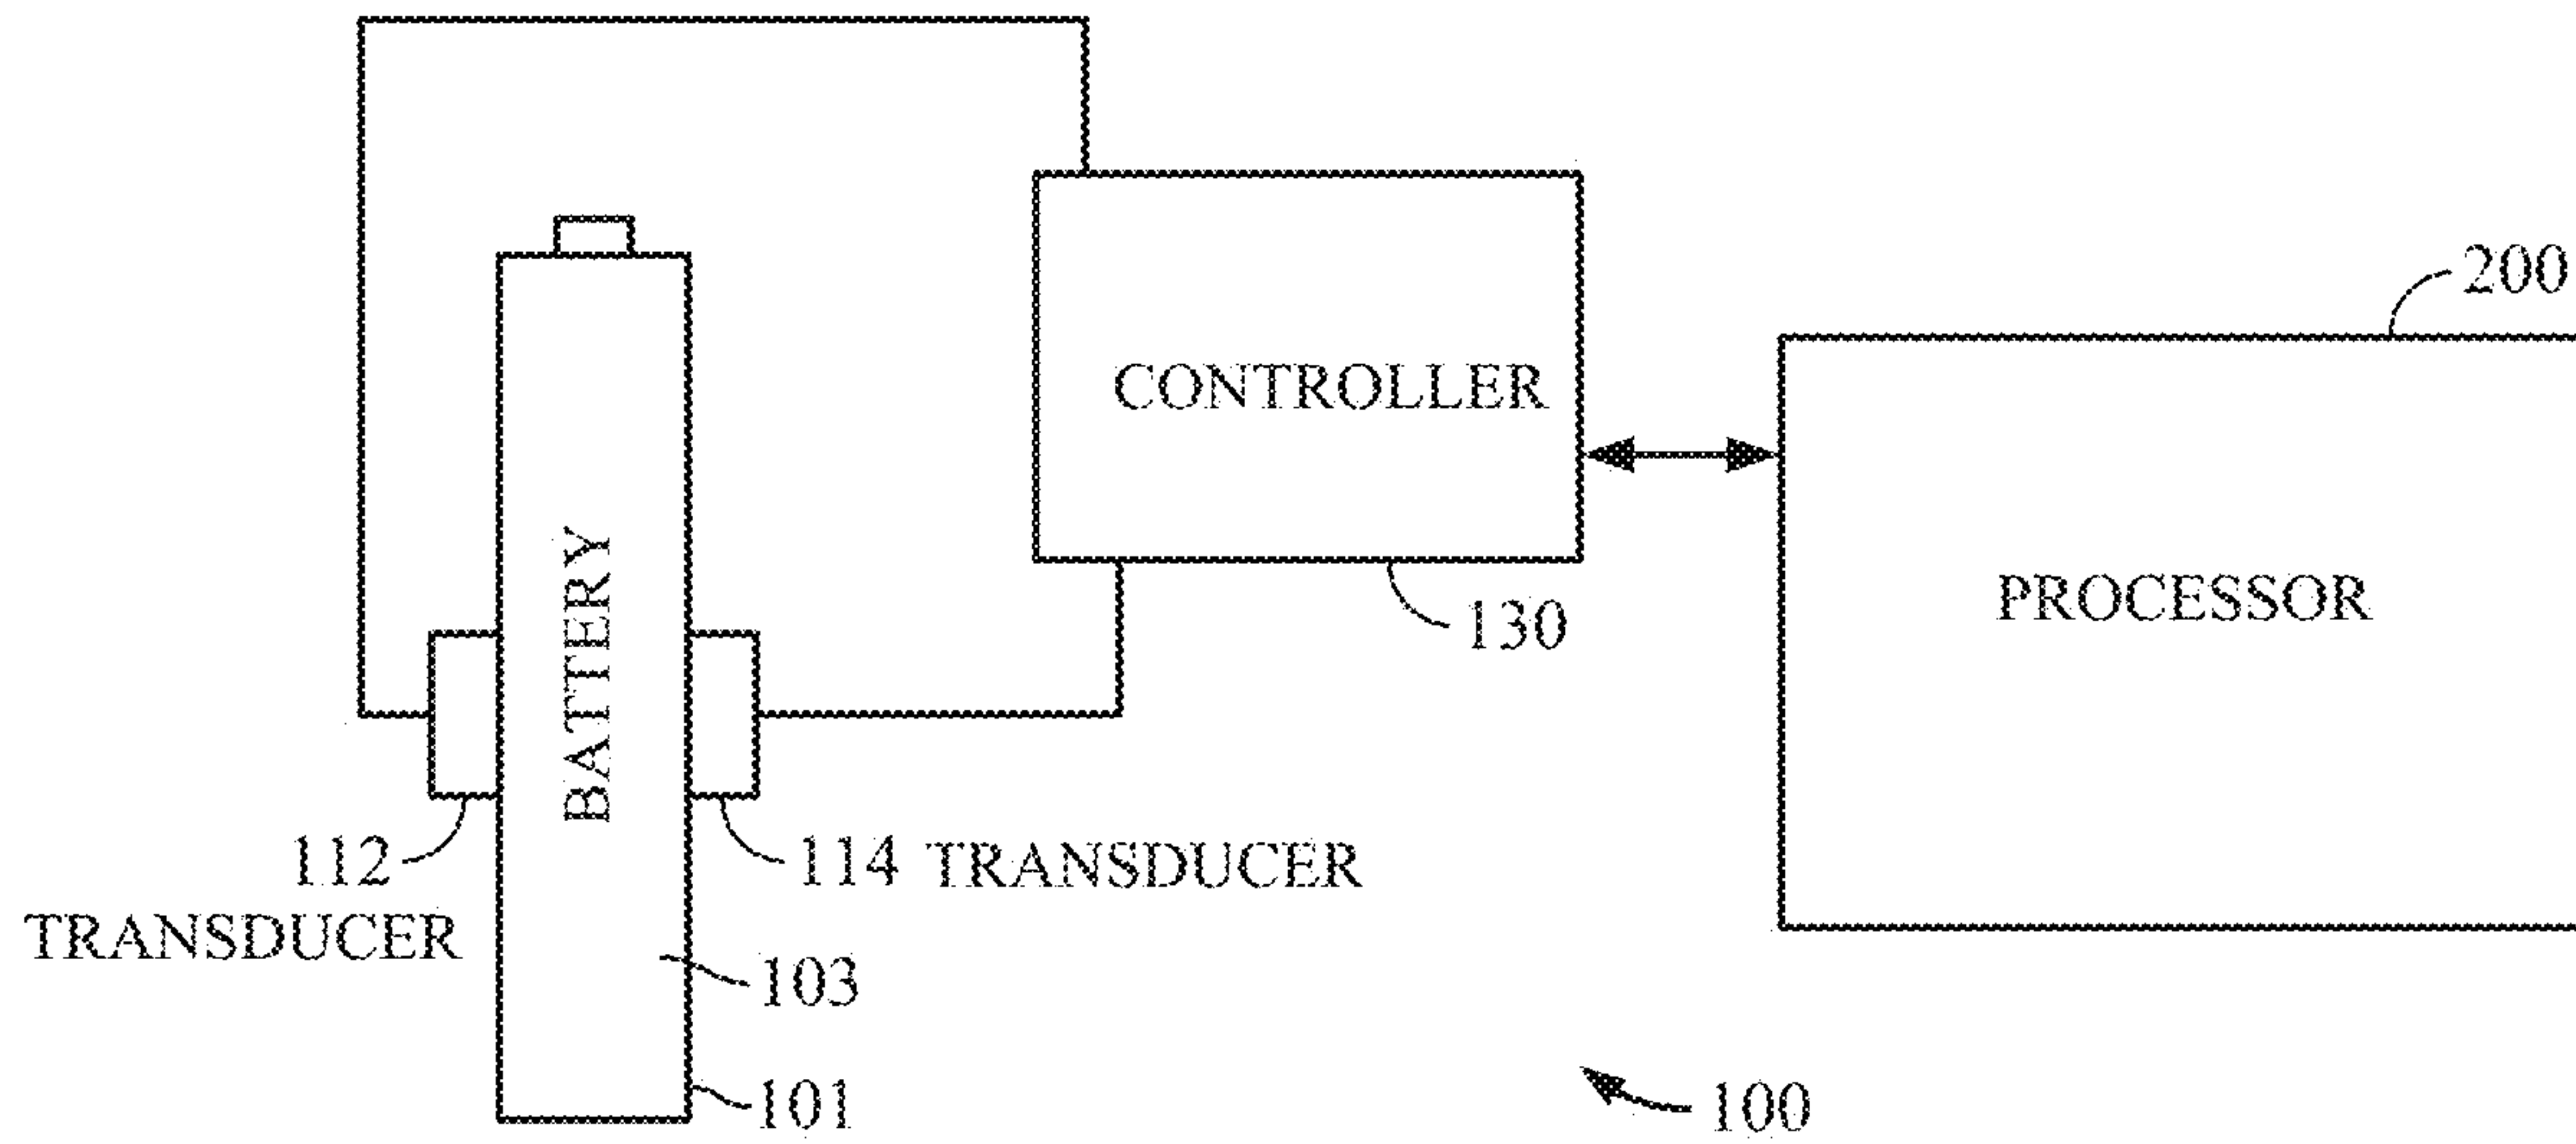 200
CONTROLLER
130
PROCESSOR
BATTERY
112
TRANSDUCER
114 TRANSDUCER
103
101
100